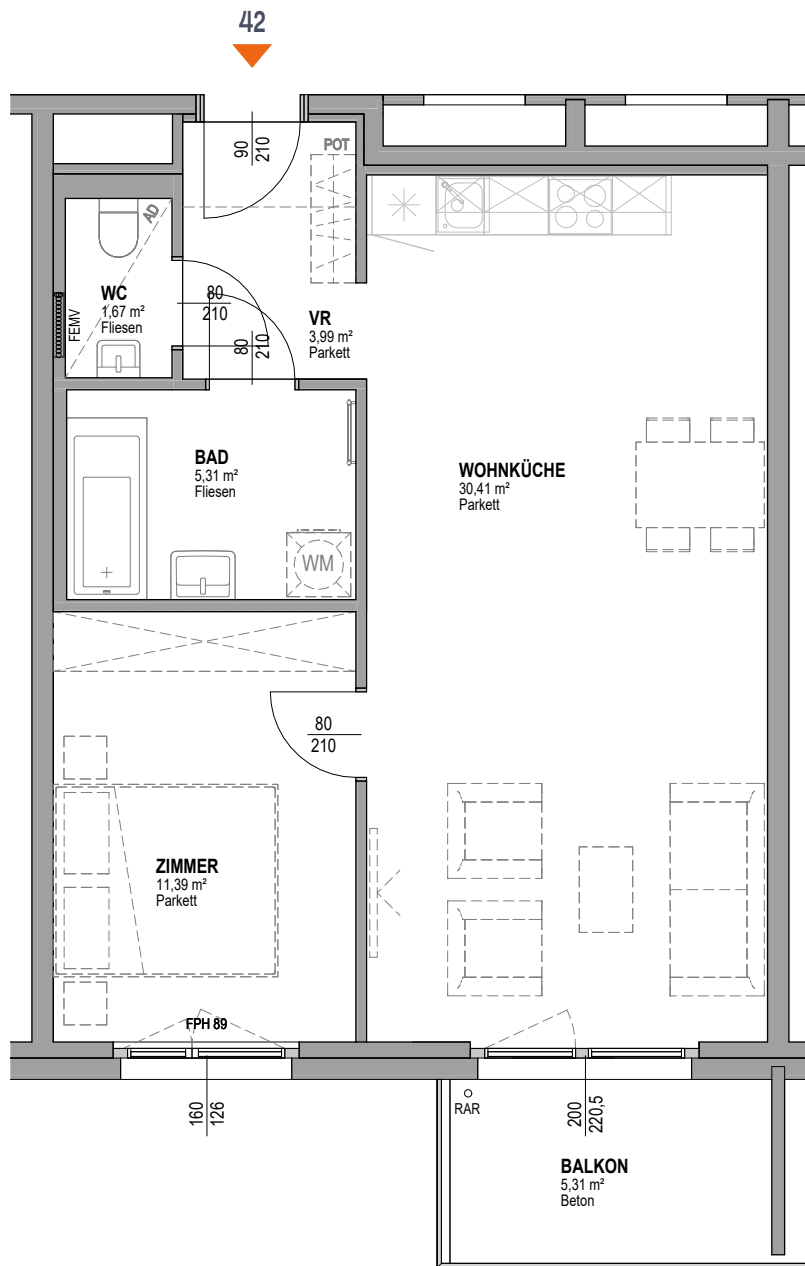 42
90
210
POT
AD
WC
1,67 m²
Fliesen
FEMV
80
210
VR
3,99 m²
Parkett
80
210
BAD
5,31 m²
Fliesen
WM
WOHNKÜCHE
30,41 m²
Parkett
80
210
ZIMMER
11,39 m²
Parkett
FPH 89
160
126
RAR
200
220,5
BALKON
5,31 m²
Beton